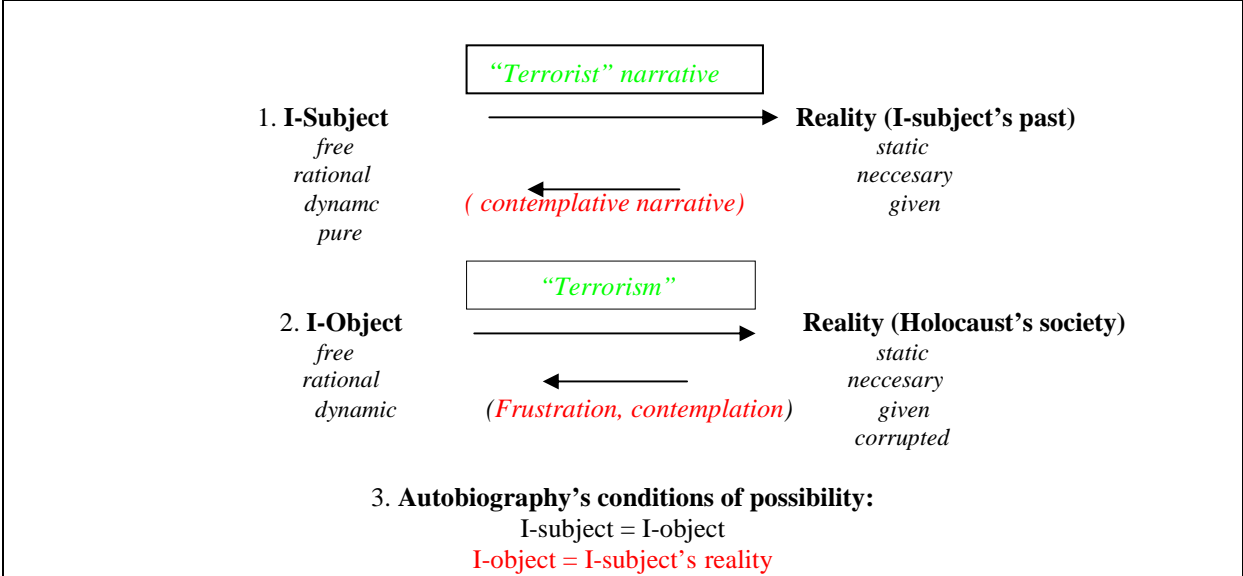 “Terrorist” narrative
1. I-Subject Reality (I-subject’s past)
free static
rational neccesary
dynamc ( contemplative narrative) given
pure
“Terrorism”
2. I-Object Reality (Holocaust’s society)
free static
rational neccesary
dynamic (Frustration, contemplation) given
corrupted
3. Autobiography’s conditions of possibility:
I-subject = I-object
I-object = I-subject’s reality